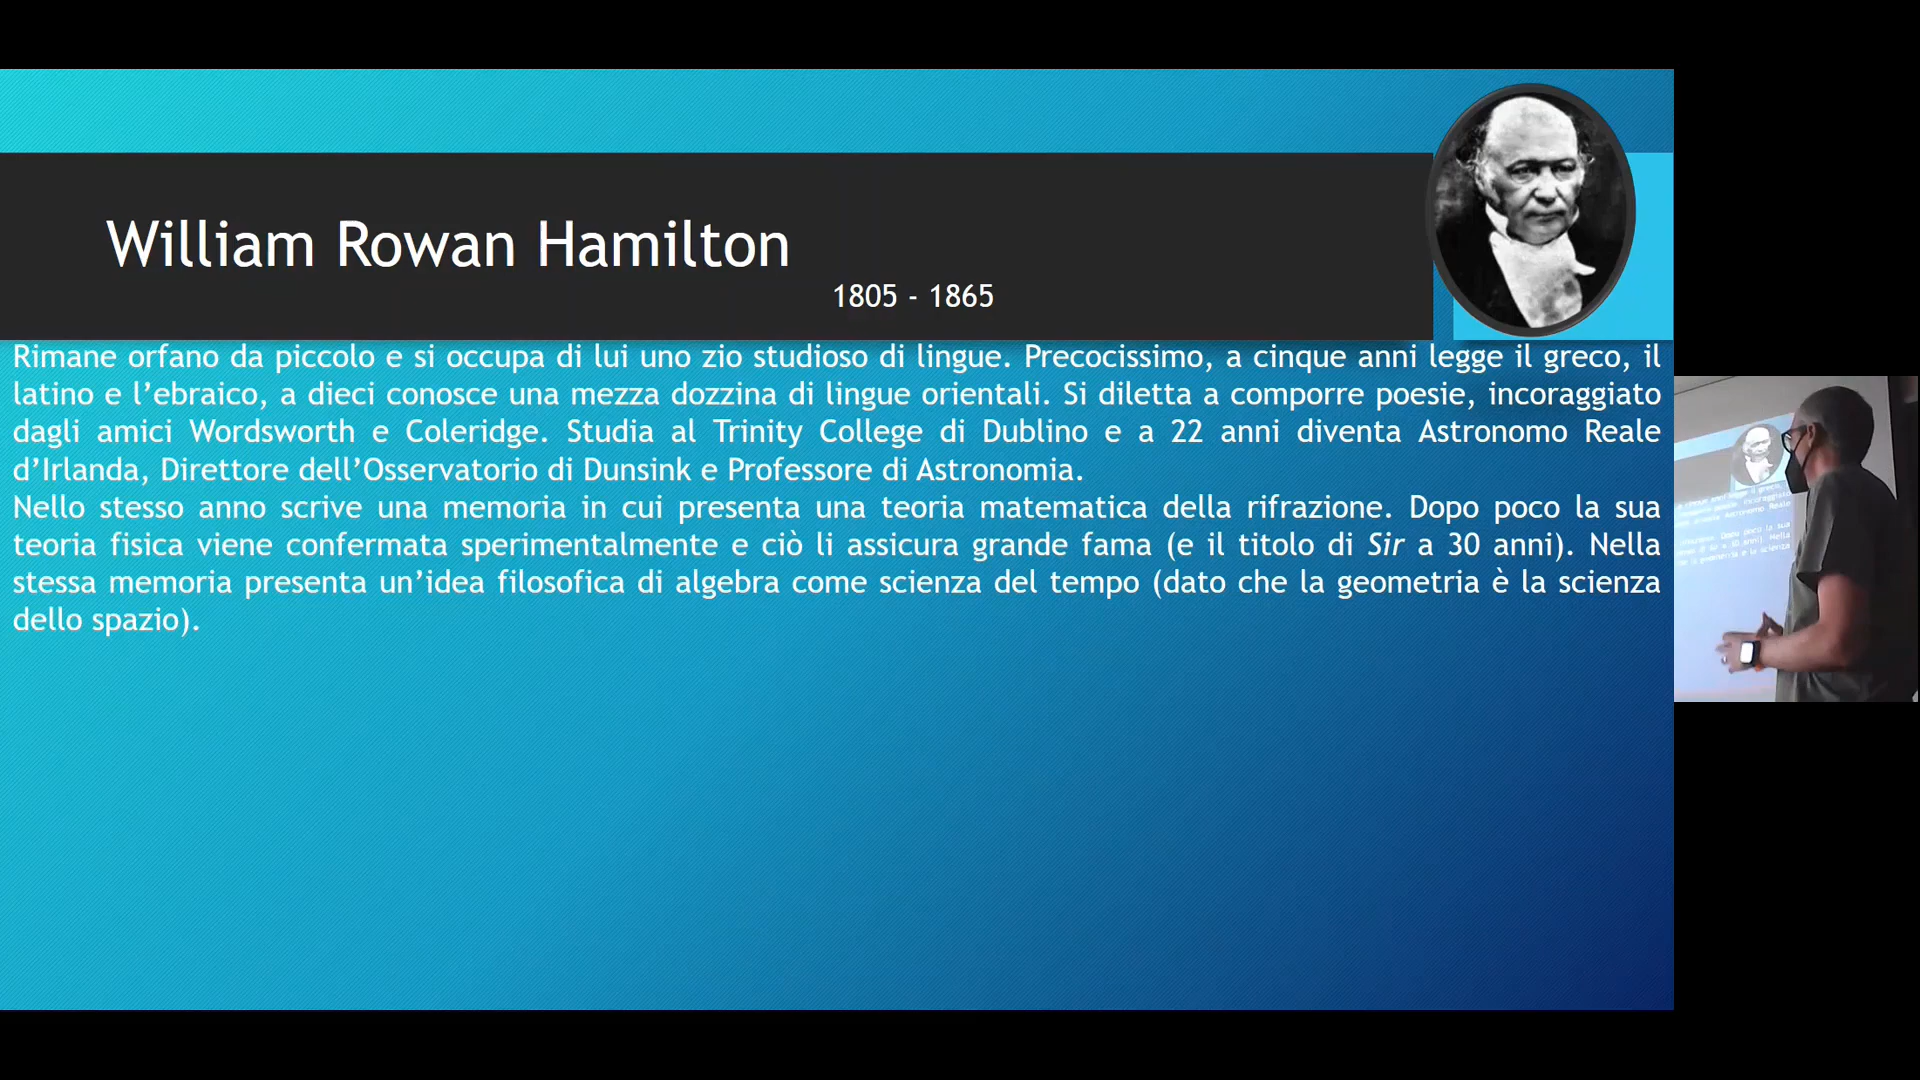 William Rowan Hamilton
1805 - 1865
Rimane orfano da piccolo e si occupa di lui uno zio studioso di lingue. Precocissimo, a cinque anni legge il greco, il
latino e l’ebraico, a dieci conosce una mezza dozzina di lingue orientali. Si diletta a comporre poesie, incoraggiato
dagli amici Wordsworth e Coleridge. Studia al Trinity College di Dublino e a 22 anni diventa Astronomo Reale
d’Irlanda, Direttore dell’Osservatorio di Dunsink e Professore di Astronomia.
Nello stesso anno scrive una memoria in cui presenta una teoria matematica della rifrazione. Dopo poco la sua
teoria fisica viene confermata sperimentalmente e ciò li assicura grande fama (e il titolo di Sir a 30 anni). Nella
stessa memoria presenta un’idea filosofica di algebra come scienza del tempo (dato che la geometria è la scienza
dello spazio).